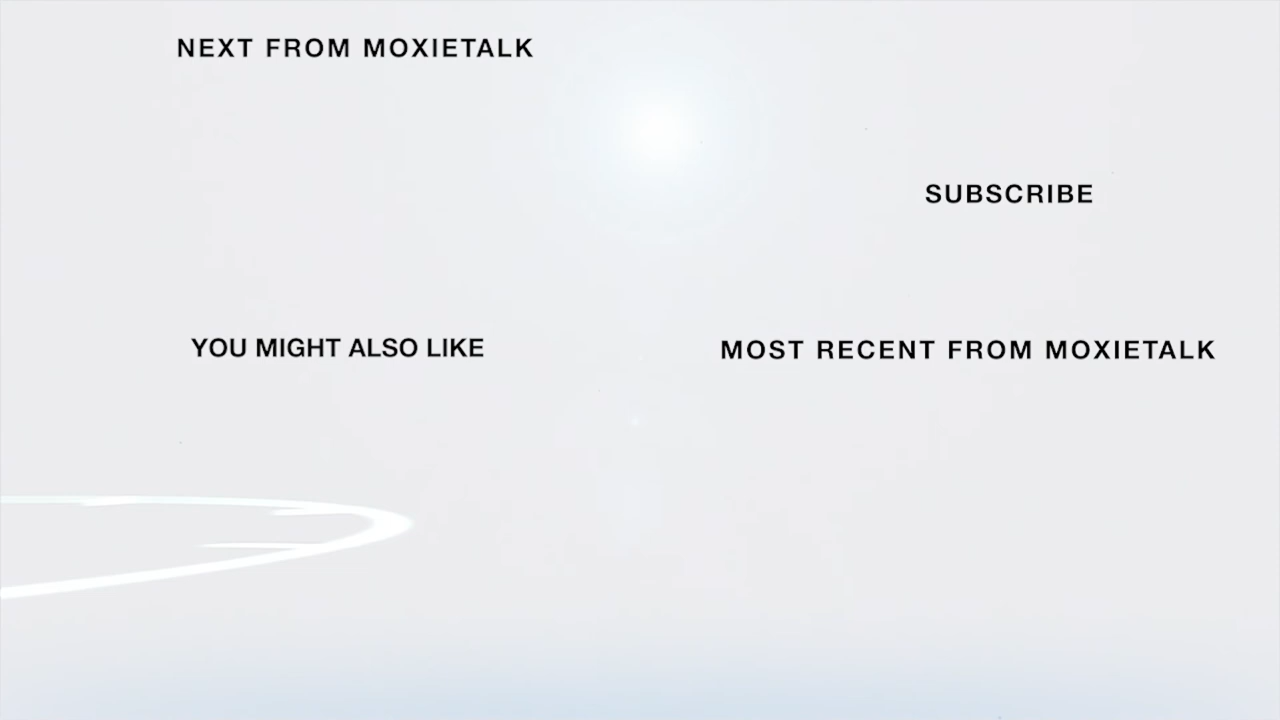 NEXT FROM MOXIETALK
SUBSCRIBE
YOU MIGHT ALSO LIKE
MOST RECENT FROM MOXIETALK